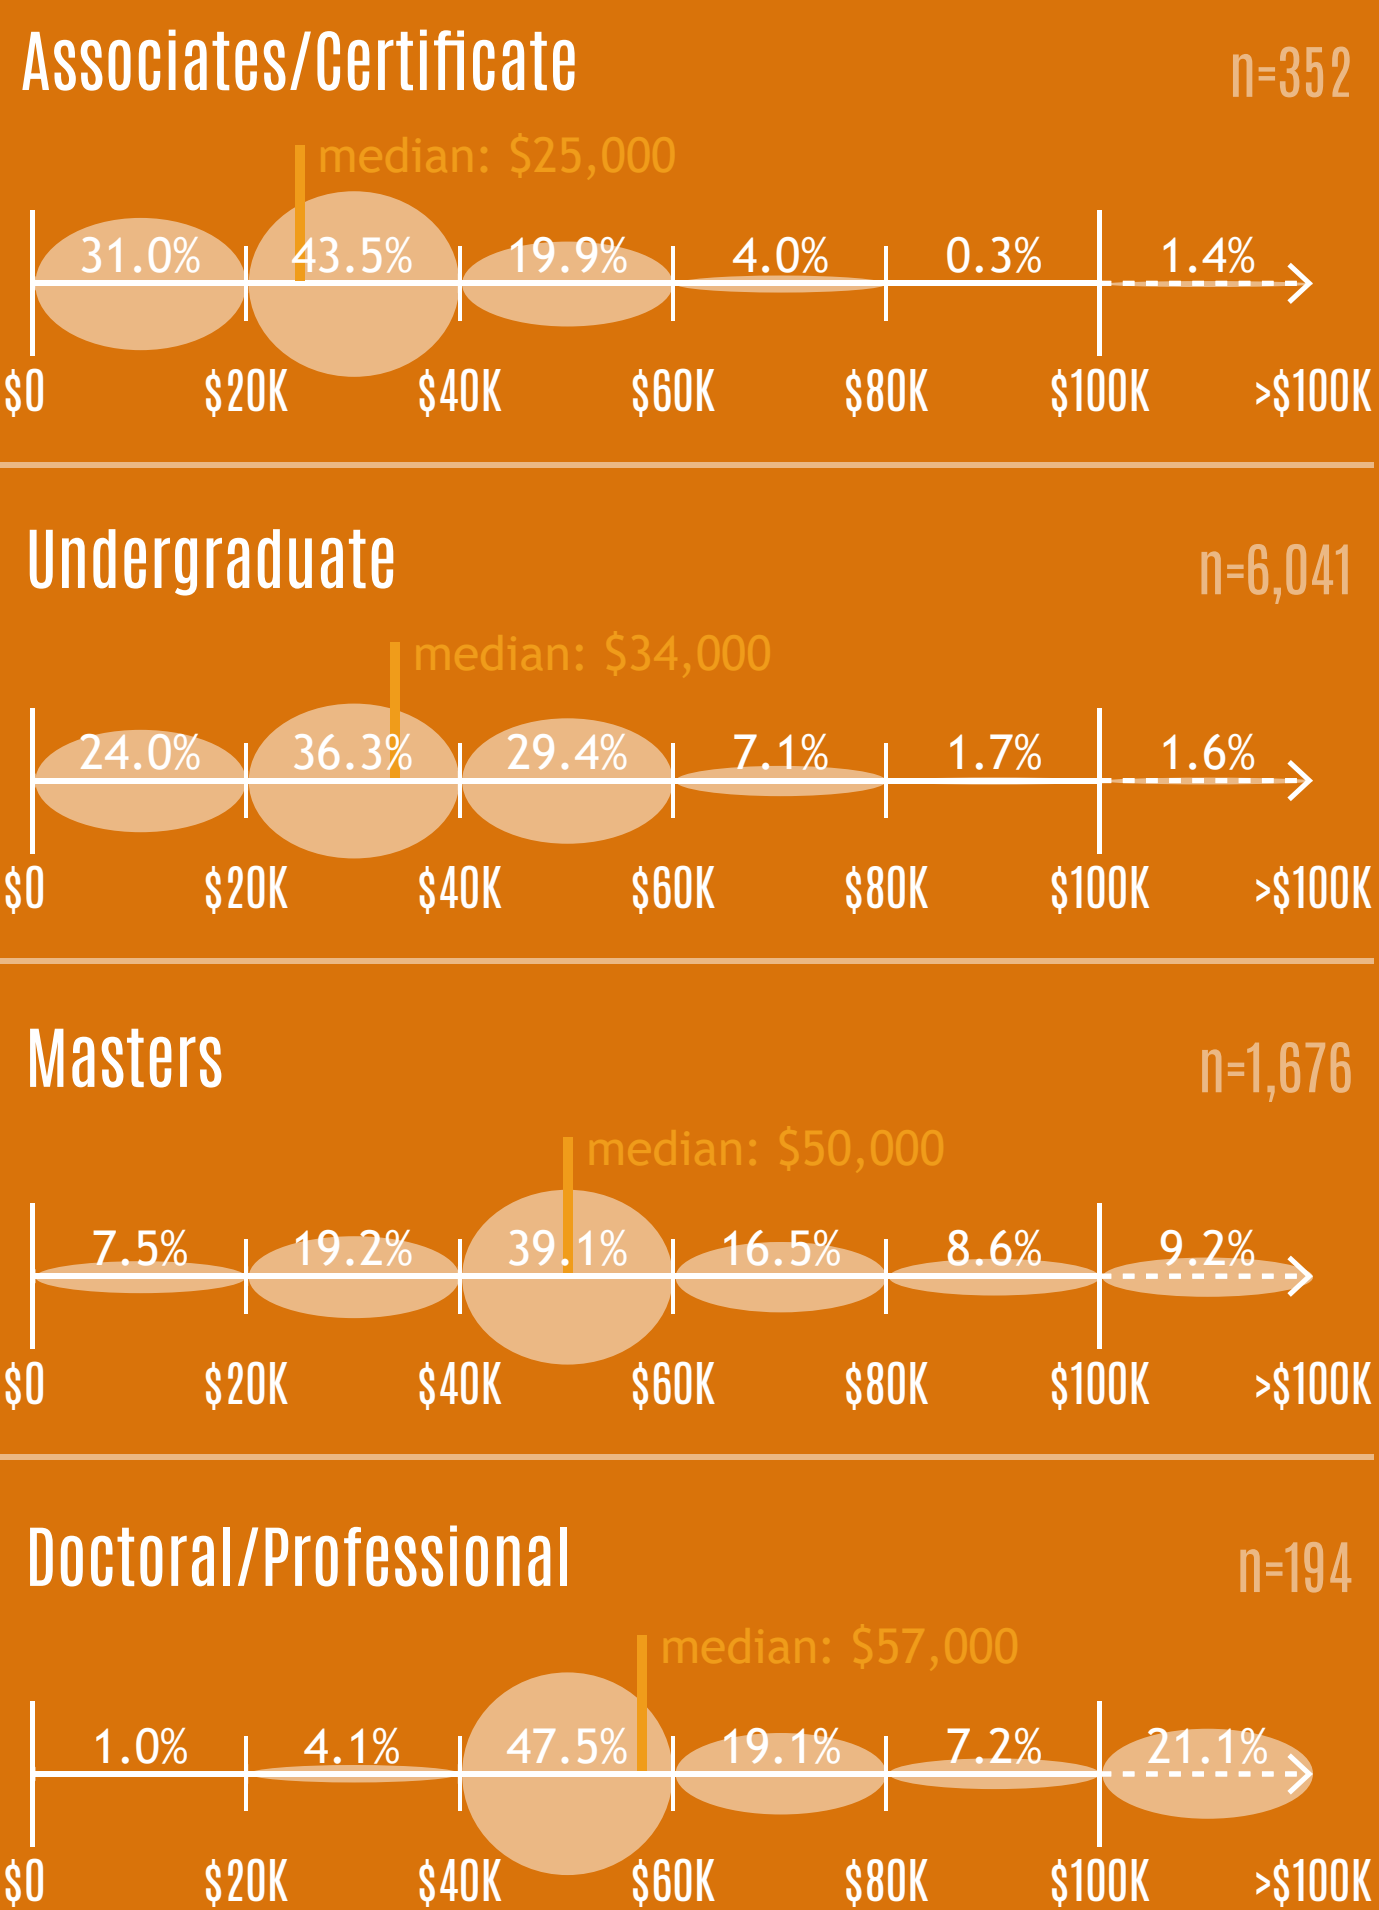 Associates/Certificate
n=352
median: $25,000
31.0% 43.5% 19.9% 4.0% 0.3% 1.4%
$0 $20K $40K $60K $80K $100K >$100K
Undergraduate
n=6,041
median: $34,000
24.0% 36.3% 29.4% 7.1% 1.7% 1.6%
$0 $20K $40K $60K $80K $100K >$100K
Masters
n=1,676
median: $50,000
7.5% 19.2% 39.1% 16.5% 8.6% 9.2%
$0 $20K $40K $60K $80K $100K >$100K
Doctoral/Professional
n=194
median: $57,000
1.0% 4.1% 47.5% 19.1% 7.2% 21.1%
$0 $20K $40K $60K $80K $100K >$100K